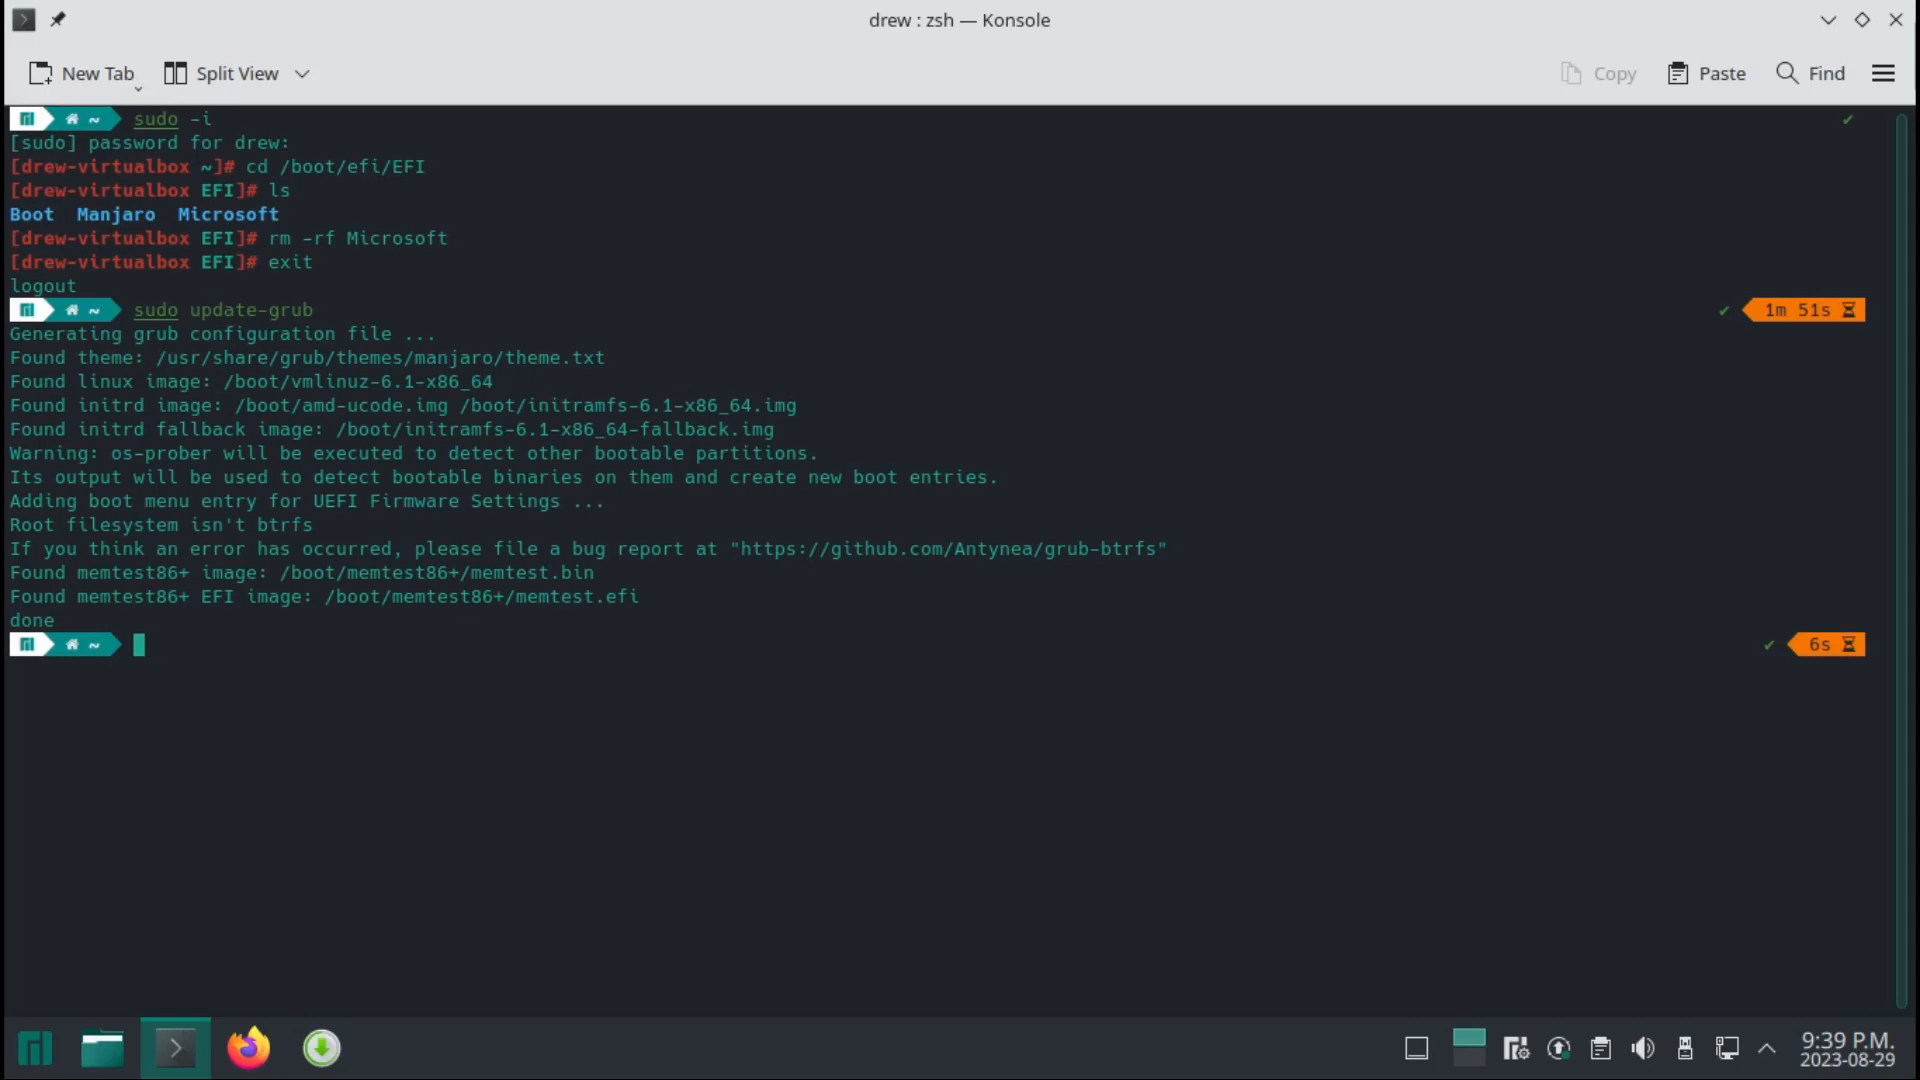 drew : zsh — Konsole
New Tab Split View Copy Paste Find
~ sudo -i ✔
[sudo] password for drew:
[drew-virtualbox ~]# cd /boot/efi/EFI
[drew-virtualbox EFI]# ls
Boot Manjaro Microsoft
[drew-virtualbox EFI]# rm -rf Microsoft
[drew-virtualbox EFI]# exit
logout
~ sudo update-grub ✔ 1m 51s
Generating grub configuration file ...
Found theme: /usr/share/grub/themes/manjaro/theme.txt
Found linux image: /boot/vmlinuz-6.1-x86_64
Found initrd image: /boot/amd-ucode.img /boot/initramfs-6.1-x86_64.img
Found initrd fallback image: /boot/initramfs-6.1-x86_64-fallback.img
Warning: os-prober will be executed to detect other bootable partitions.
Its output will be used to detect bootable binaries on them and create new boot entries.
Adding boot menu entry for UEFI Firmware Settings ...
Root filesystem isn't btrfs
If you think an error has occurred, please file a bug report at "https://github.com/Antynea/grub-btrfs"
Found memtest86+ image: /boot/memtest86+/memtest.bin
Found memtest86+ EFI image: /boot/memtest86+/memtest.efi
done
~ ✔ 6s
9:39 P.M.
2023-08-29